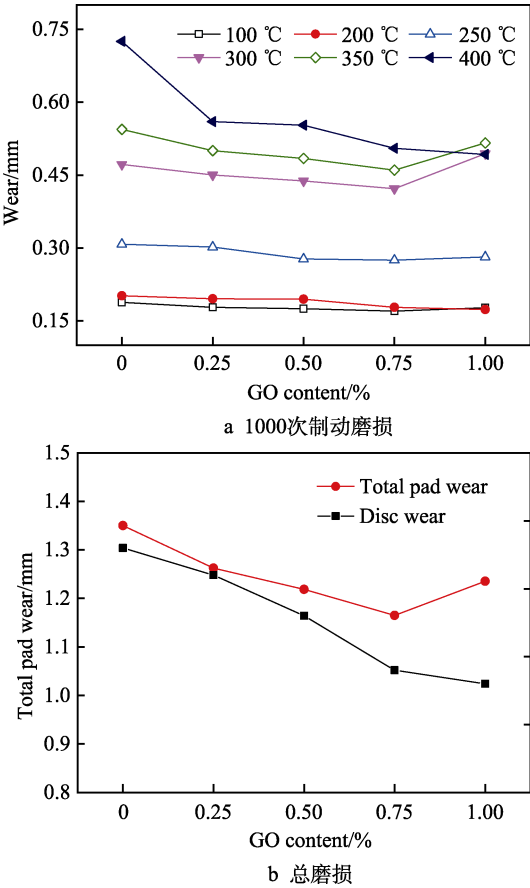 0.75
0.60
0.45
0.30
0.15
Wear/mm
100 ℃ 200 ℃ 250 ℃
300 ℃ 350 ℃ 400 ℃
0 0.25 0.50 0.75 1.00
GO content/%
a 1000次制动磨损
1.5
1.4
1.3
1.2
1.1
1.0
0.9
0.8
Total pad wear/mm
Total pad wear
Disc wear
0 0.25 0.50 0.75 1.00
GO content/%
b 总磨损